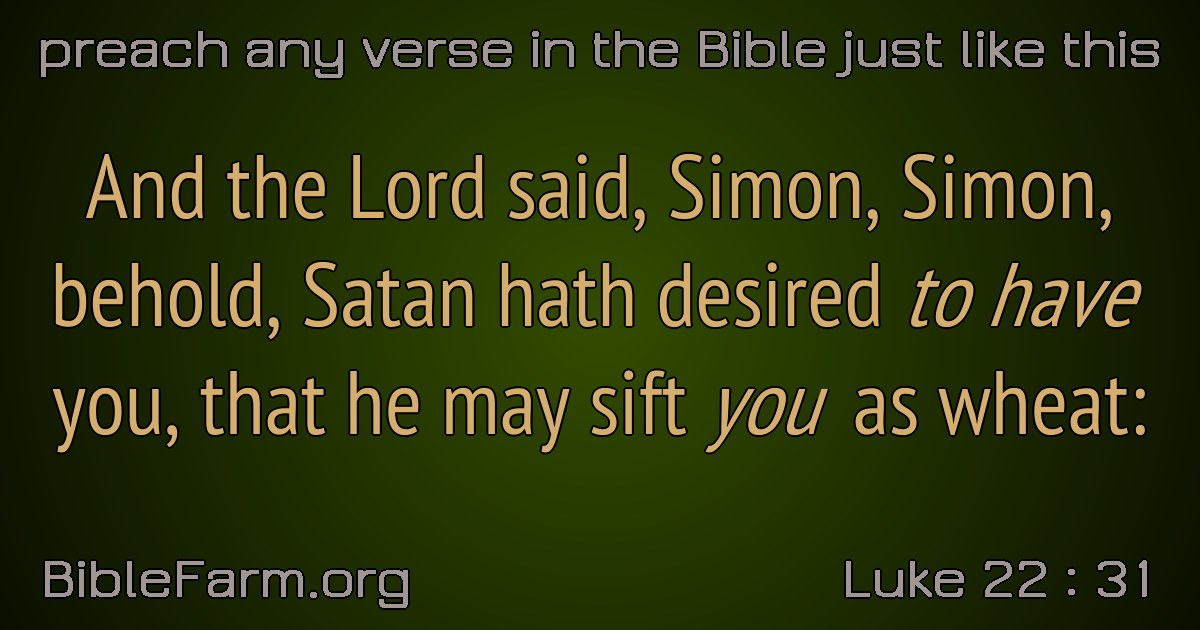 preach any verse in the Bible just like this
And the Lord said, Simon, Simon,
behold, Satan hath desired to have
you, that he may sift you as wheat:
BibleFarm.org
Luke 22 : 31